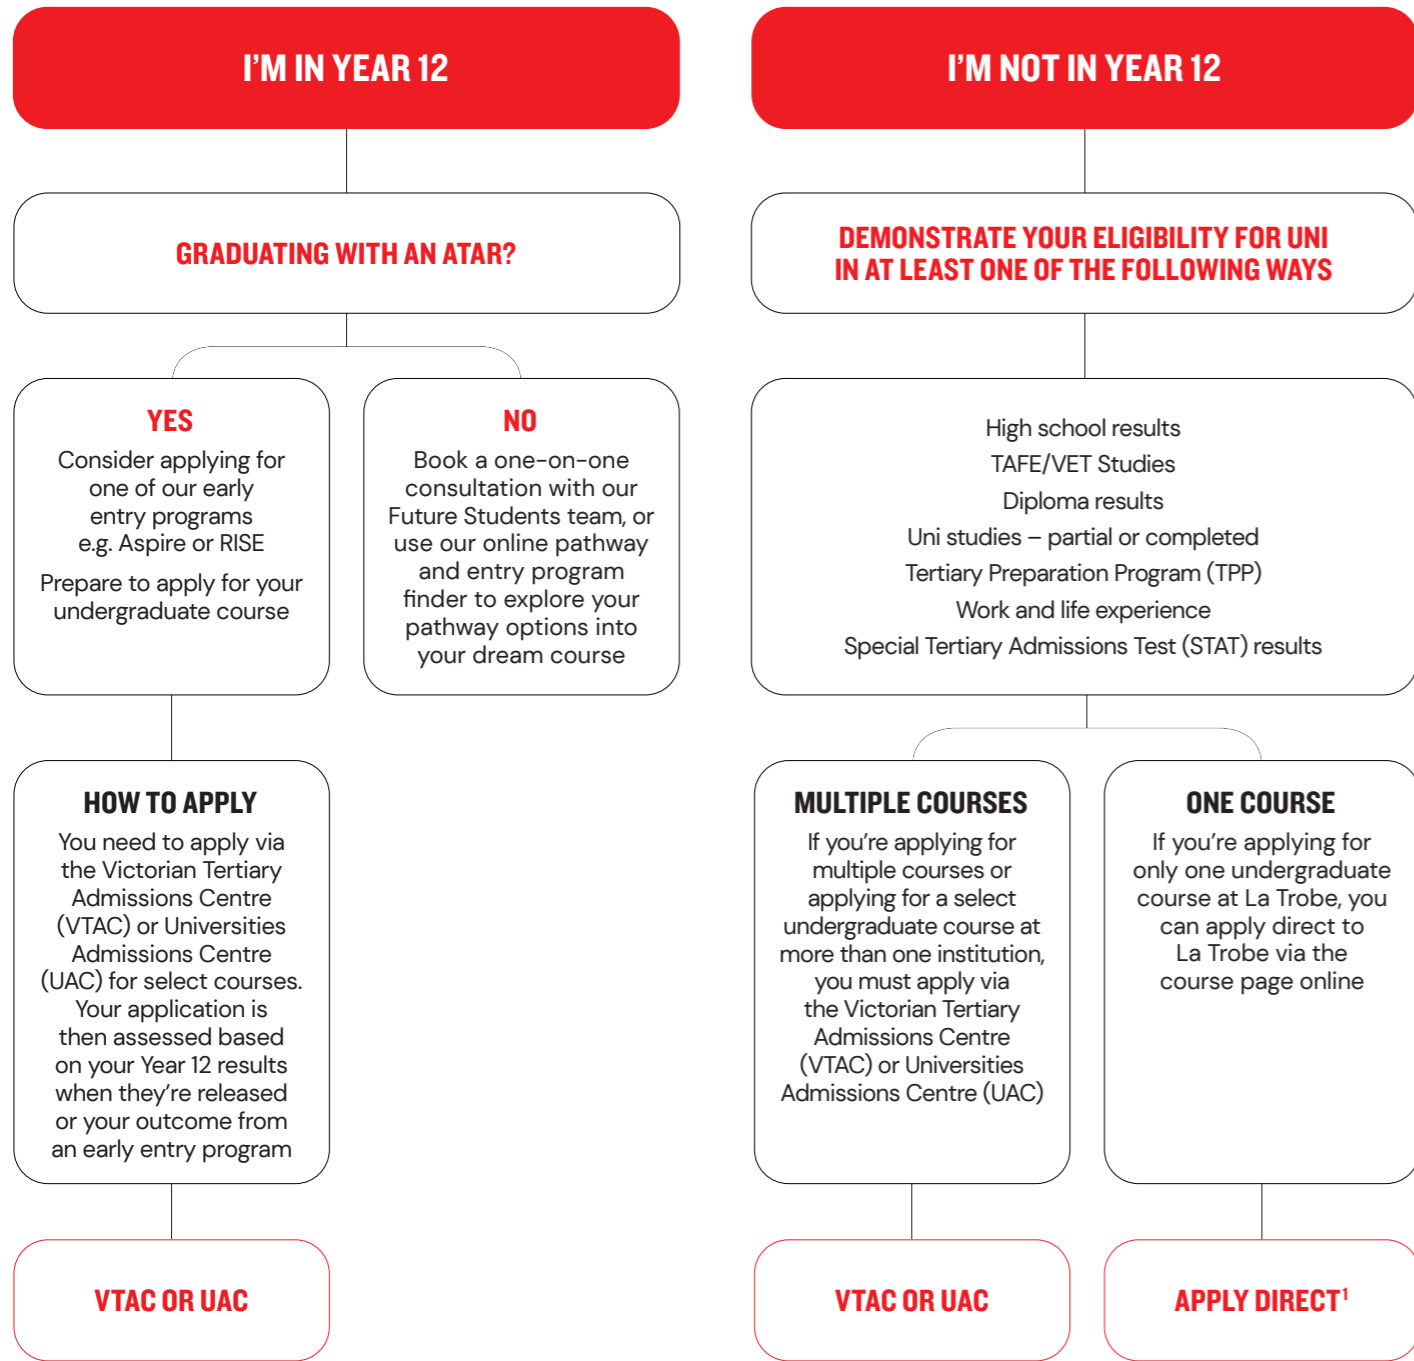 I'M IN YEAR 12
GRADUATING WITH AN ATAR?
YES
Consider applying for
one of our early
entry programs
e.g. Aspire or RISE
Prepare to apply for your
undergraduate course
NO
Book a one-on-one
consultation with our
Future Students team, or
use our online pathway
and entry program
finder to explore your
pathway options into
your dream course
HOW TO APPLY
You need to apply via
the Victorian Tertiary
Admissions Centre
(VTAC) or Universities
Admissions Centre
(UAC) for select courses.
Your application is
then assessed based
on your Year 12 results
when they're released
or your outcome from
an early entry program
VTAC OR UAC
I'M NOT IN YEAR 12
DEMONSTRATE YOUR ELIGIBILITY FOR UNI
IN AT LEAST ONE OF THE FOLLOWING WAYS
High school results
TAFE/VET Studies
Diploma results
Uni studies – partial or completed
Tertiary Preparation Program (TPP)
Work and life experience
Special Tertiary Admissions Test (STAT) results
MULTIPLE COURSES
If you're applying for
multiple courses or
applying for a select
undergraduate course at
more than one institution,
you must apply via
the Victorian Tertiary
Admissions Centre
(VTAC) or Universities
Admissions Centre (UAC)
VTAC OR UAC
ONE COURSE
If you're applying for
only one undergraduate
course at La Trobe, you
can apply direct to
La Trobe via the
course page online
APPLY DIRECT¹